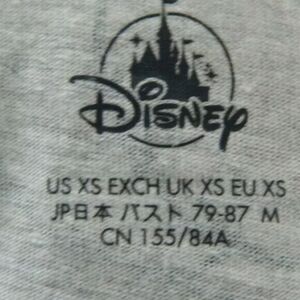 Disney
US XS EXCH UK XS EU XS
JP日本 バスト 79-87 M
CN 155/84A